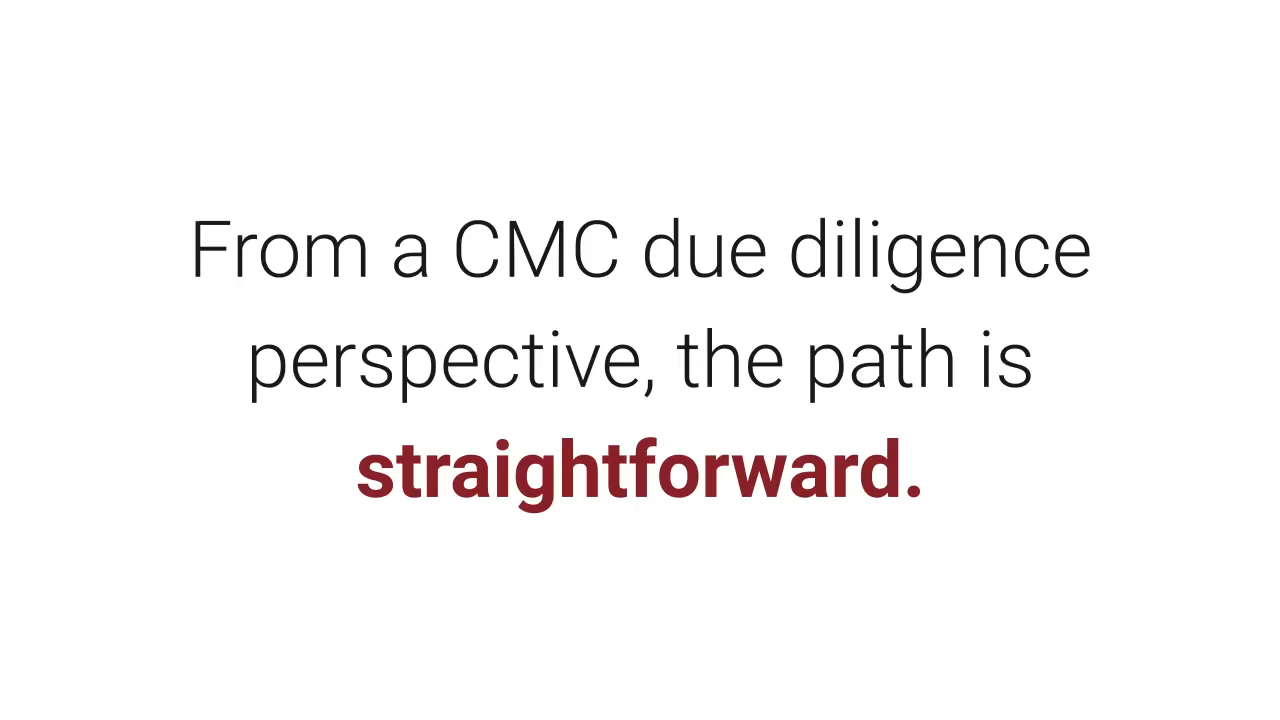 From a CMC due diligence
perspective, the path is
straightforward.